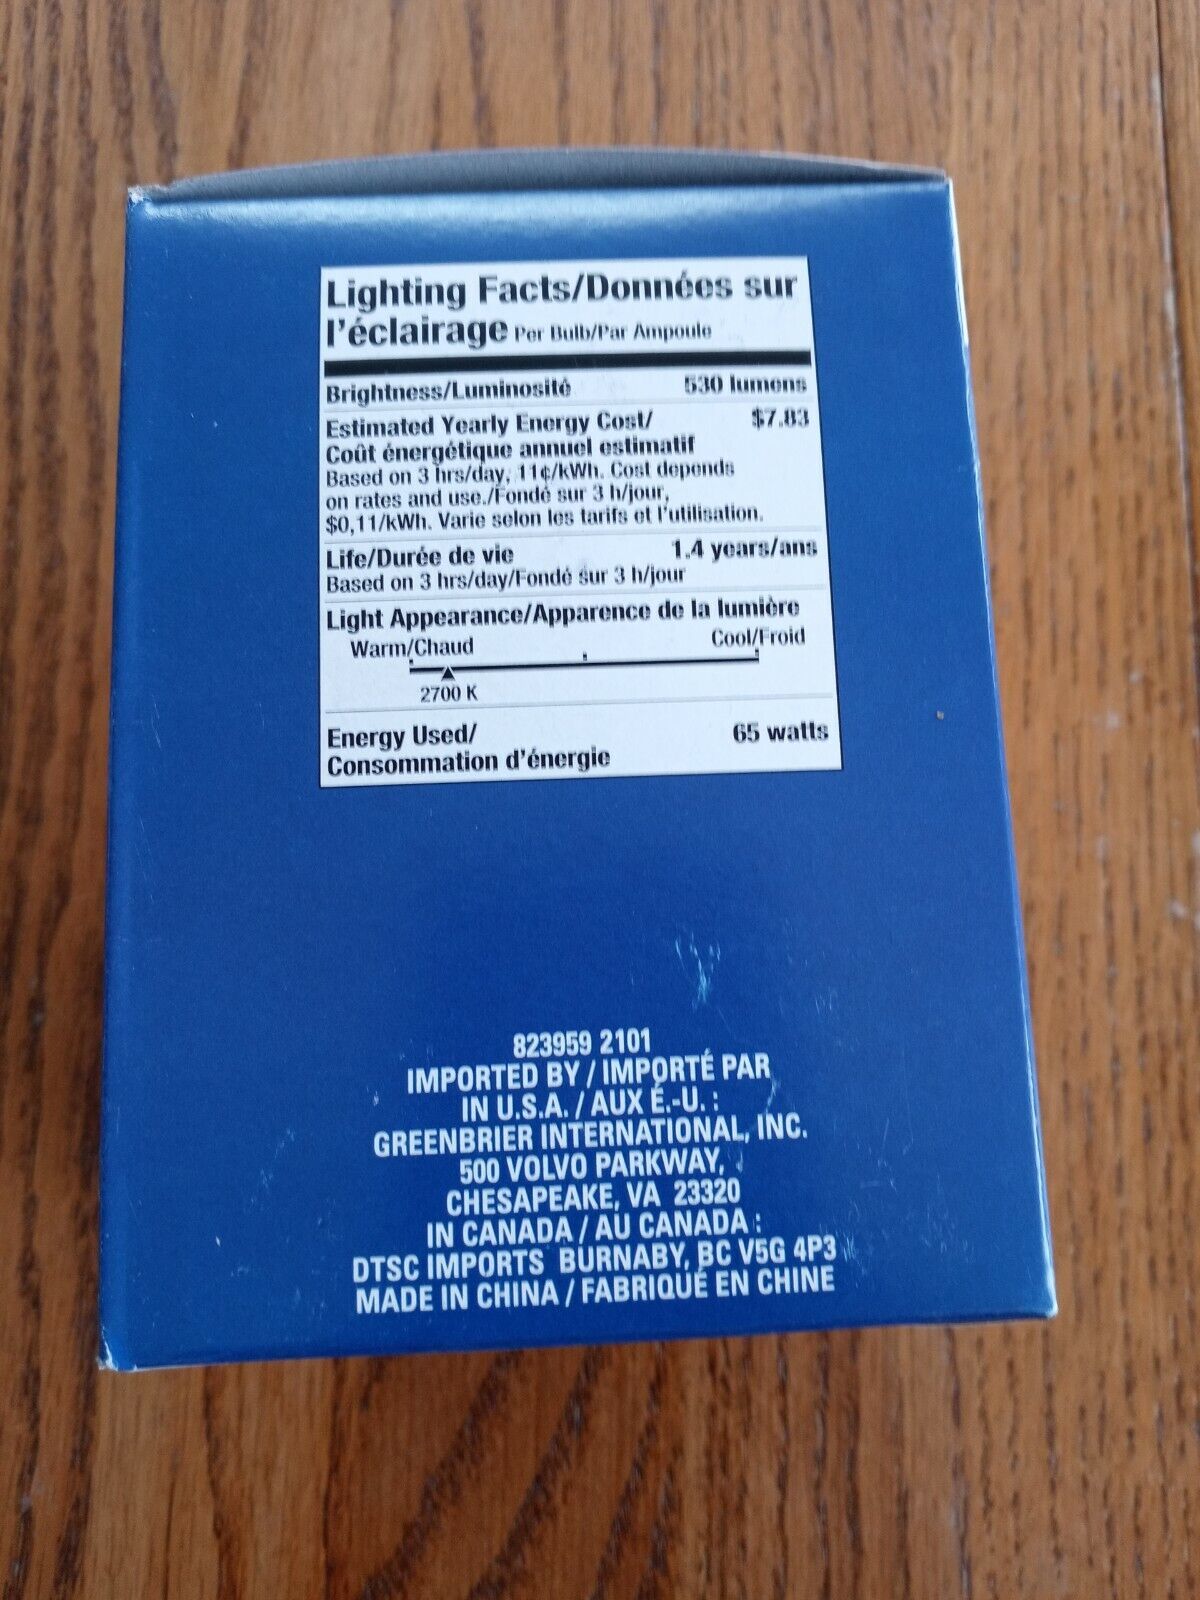 Lighting Facts/Données sur
l'éclairage Per Bulb/Par Ampoule
Brightness/Luminosité 530 lumens
Estimated Yearly Energy Cost/ $7.83
Coût énergétique annuel estimatif
Based on 3 hrs/day, 11¢/kWh. Cost depends
on rates and use./Fondé sur 3 h/jour,
$0,11/kWh. Varie selon les tarifs et l'utilisation.
Life/Durée de vie 1.4 years/ans
Based on 3 hrs/day/Fondé sur 3 h/jour
Light Appearance/Apparence de la lumière
Warm/Chaud Cool/Froid
2700 K
Energy Used/ 65 watts
Consommation d'énergie
823959 2101
IMPORTED BY / IMPORTÉ PAR
IN U.S.A. / AUX É.-U. :
GREENBRIER INTERNATIONAL, INC.
500 VOLVO PARKWAY,
CHESAPEAKE, VA 23320
IN CANADA / AU CANADA :
DTSC IMPORTS BURNABY, BC V5G 4P3
MADE IN CHINA / FABRIQUÉ EN CHINE